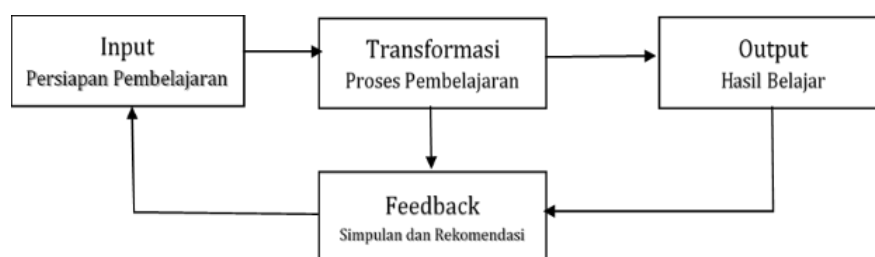 Input
Persiapan Pembelajaran
Transformasi
Proses Pembelajaran
Output
Hasil Belajar
Feedback
Simpulan dan Rekomendasi